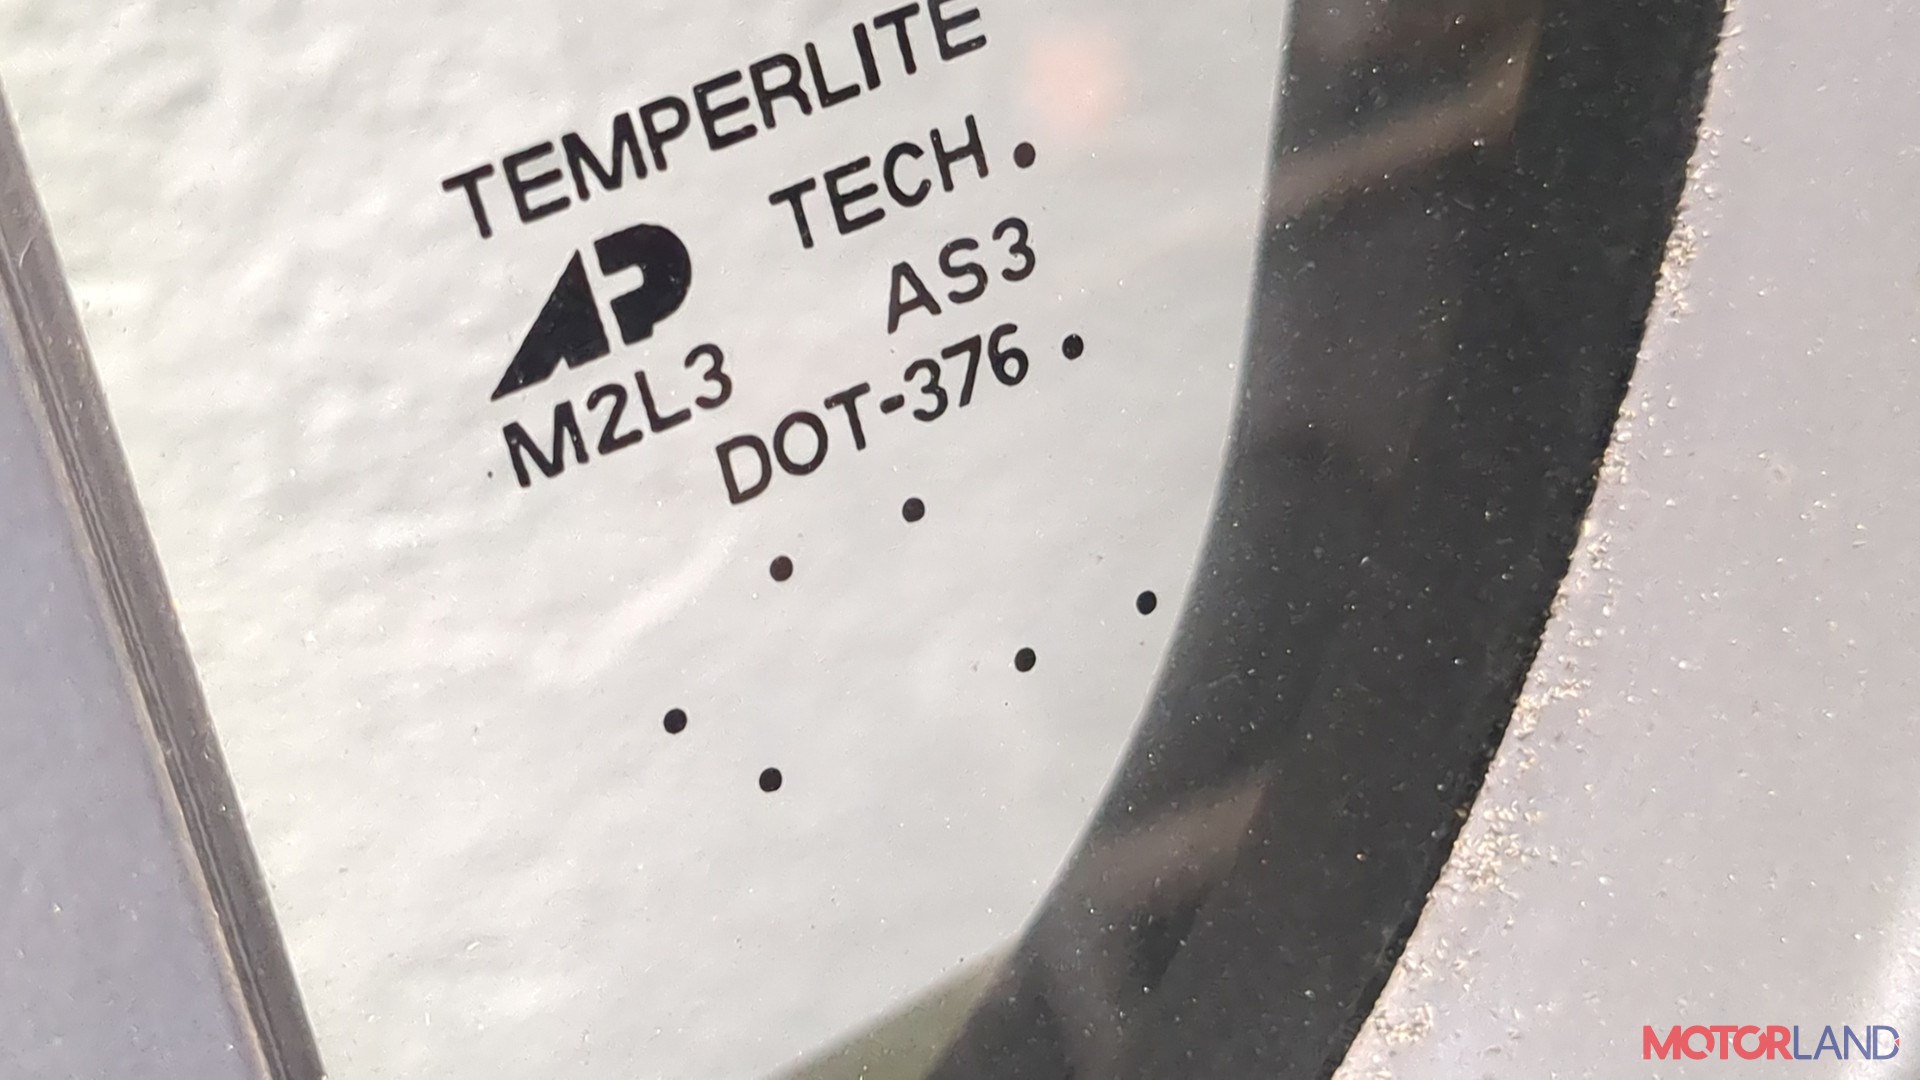 TEMPERLITE
AP TECH.
M2L3 AS3
DOT-376 .
MOTORLAND